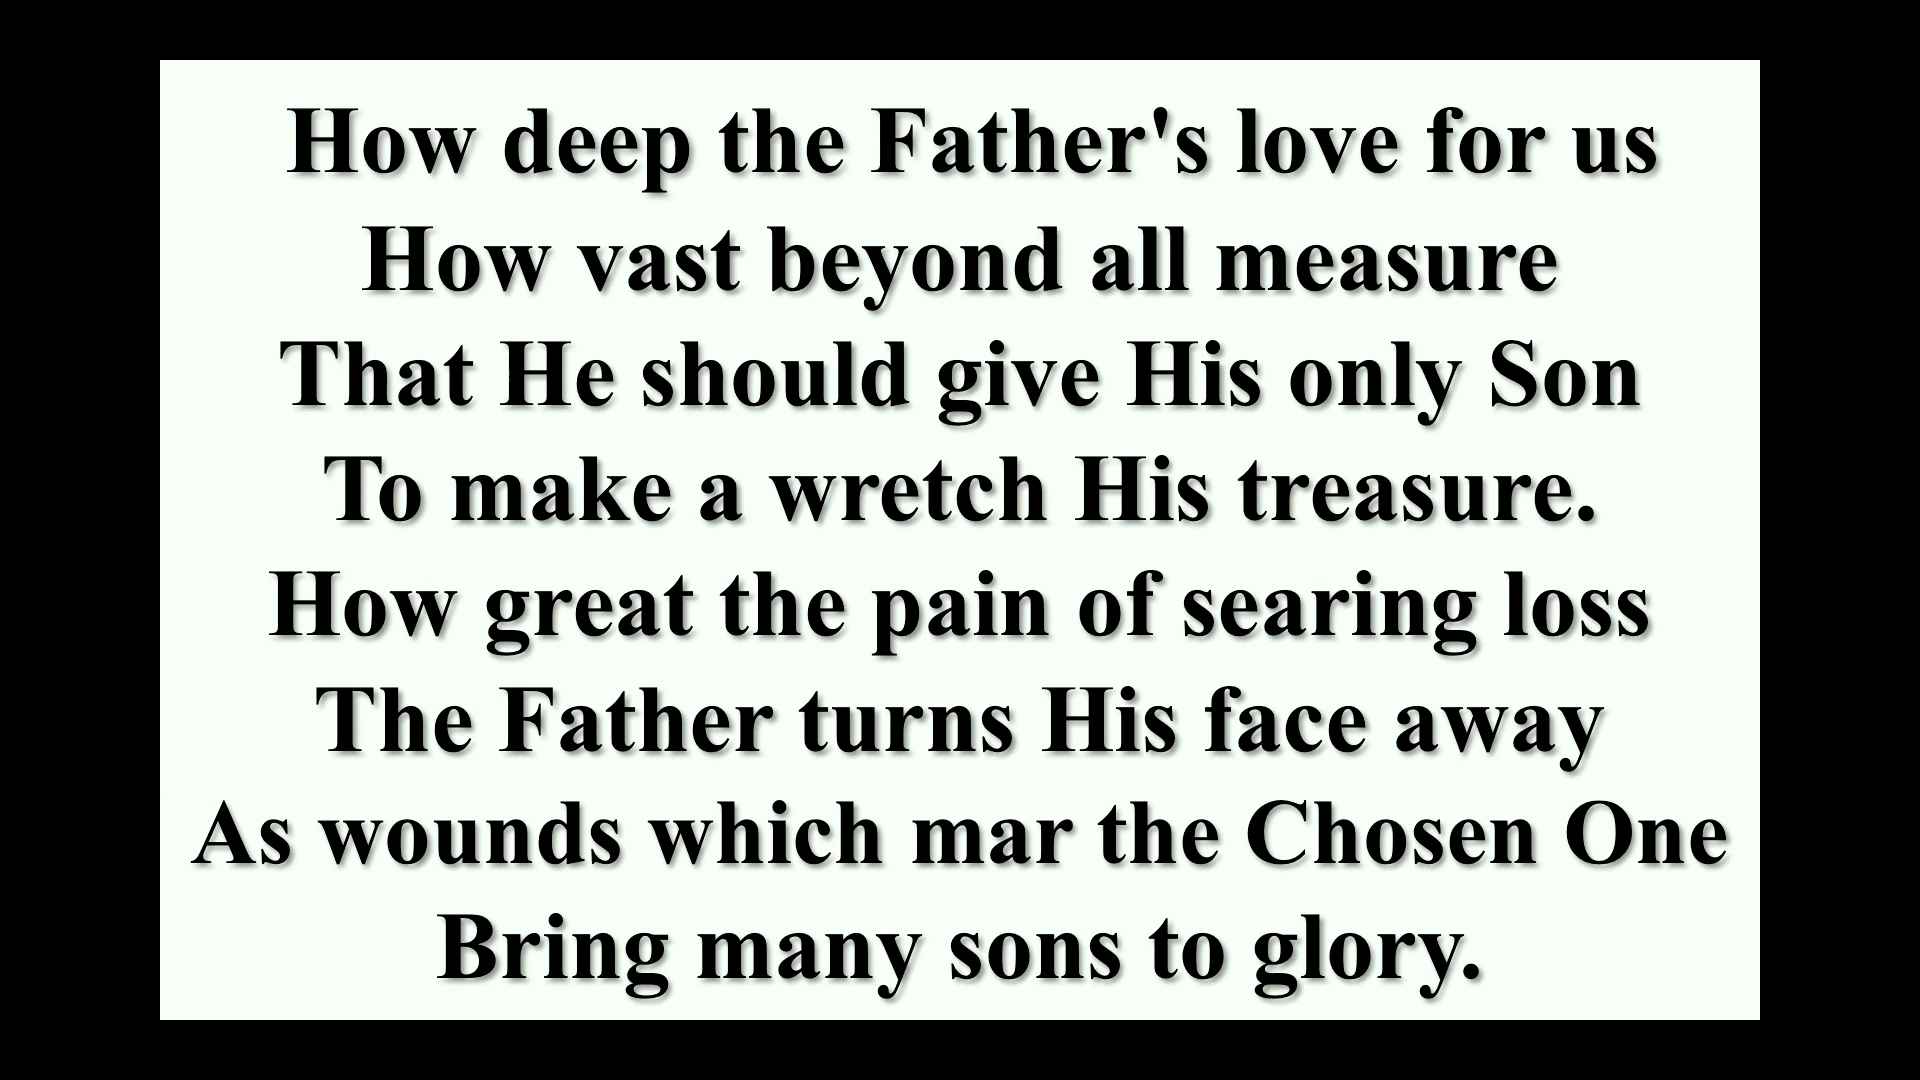 How deep the Father's love for us
How vast beyond all measure
That He should give His only Son
To make a wretch His treasure.
How great the pain of searing loss
The Father turns His face away
As wounds which mar the Chosen One
Bring many sons to glory.